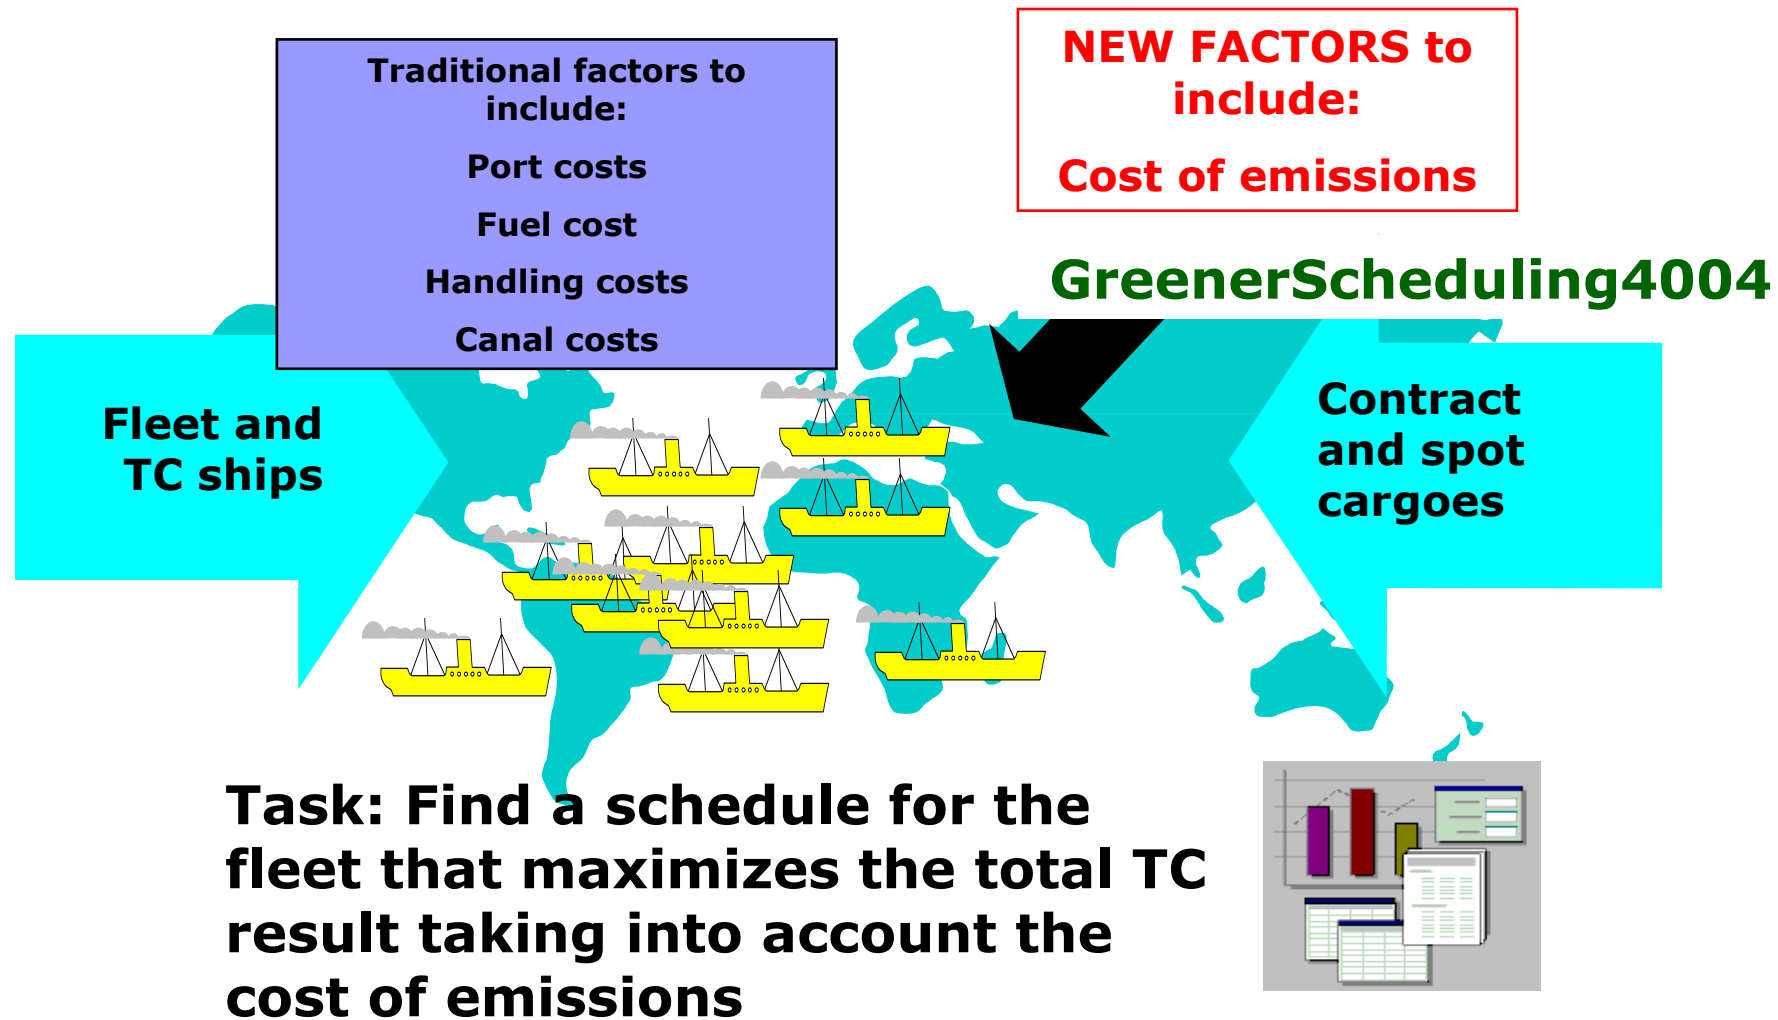 Traditional factors to
include:
Port costs
Fuel cost
Handling costs
Canal costs
NEW FACTORS to
include:
Cost of emissions
GreenerScheduling4004
Fleet and
TC ships
Contract
and spot
cargoes
Task: Find a schedule for the
fleet that maximizes the total TC
result taking into account the
cost of emissions